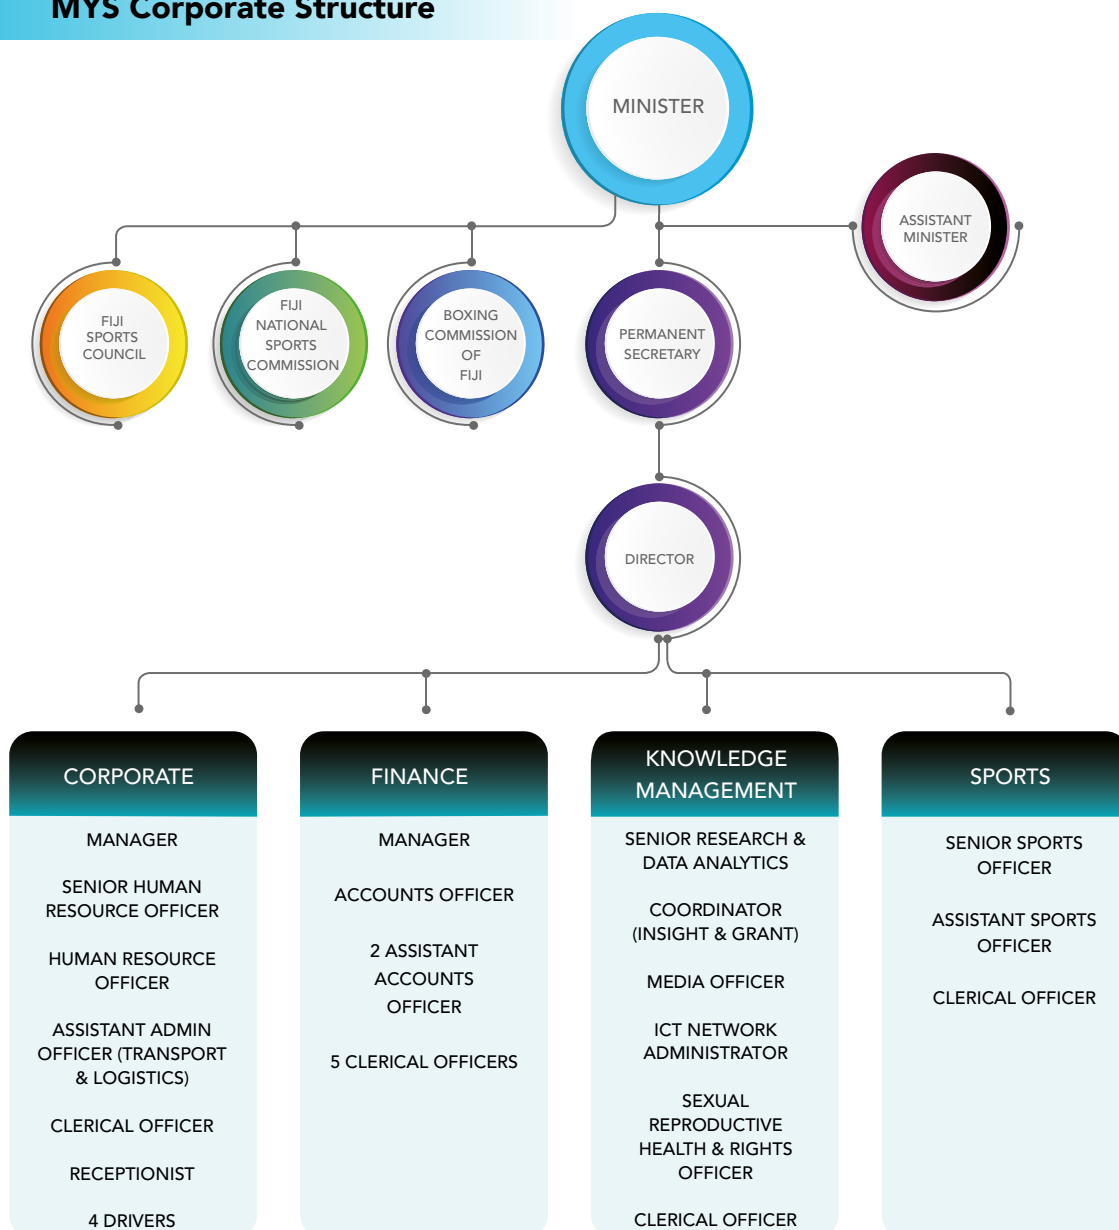 MYS Corporate Structure
MINISTER
ASSISTANT
MINISTER
FIJI
SPORTS
COUNCIL
FIJI
NATIONAL
SPORTS
COMMISSION
BOXING
COMMISSION
OF
FIJI
PERMANENT
SECRETARY
DIRECTOR
CORPORATE
MANAGER
SENIOR HUMAN
RESOURCE OFFICER
HUMAN RESOURCE
OFFICER
ASSISTANT ADMIN
OFFICER (TRANSPORT
& LOGISTICS)
CLERICAL OFFICER
RECEPTIONIST
4 DRIVERS
FINANCE
MANAGER
ACCOUNTS OFFICER
2 ASSISTANT
ACCOUNTS
OFFICER
5 CLERICAL OFFICERS
KNOWLEDGE
MANAGEMENT
SENIOR RESEARCH &
DATA ANALYTICS
COORDINATOR
(INSIGHT & GRANT)
MEDIA OFFICER
ICT NETWORK
ADMINISTRATOR
SEXUAL
REPRODUCTIVE
HEALTH & RIGHTS
OFFICER
CLERICAL OFFICER
SPORTS
SENIOR SPORTS
OFFICER
ASSISTANT SPORTS
OFFICER
CLERICAL OFFICER